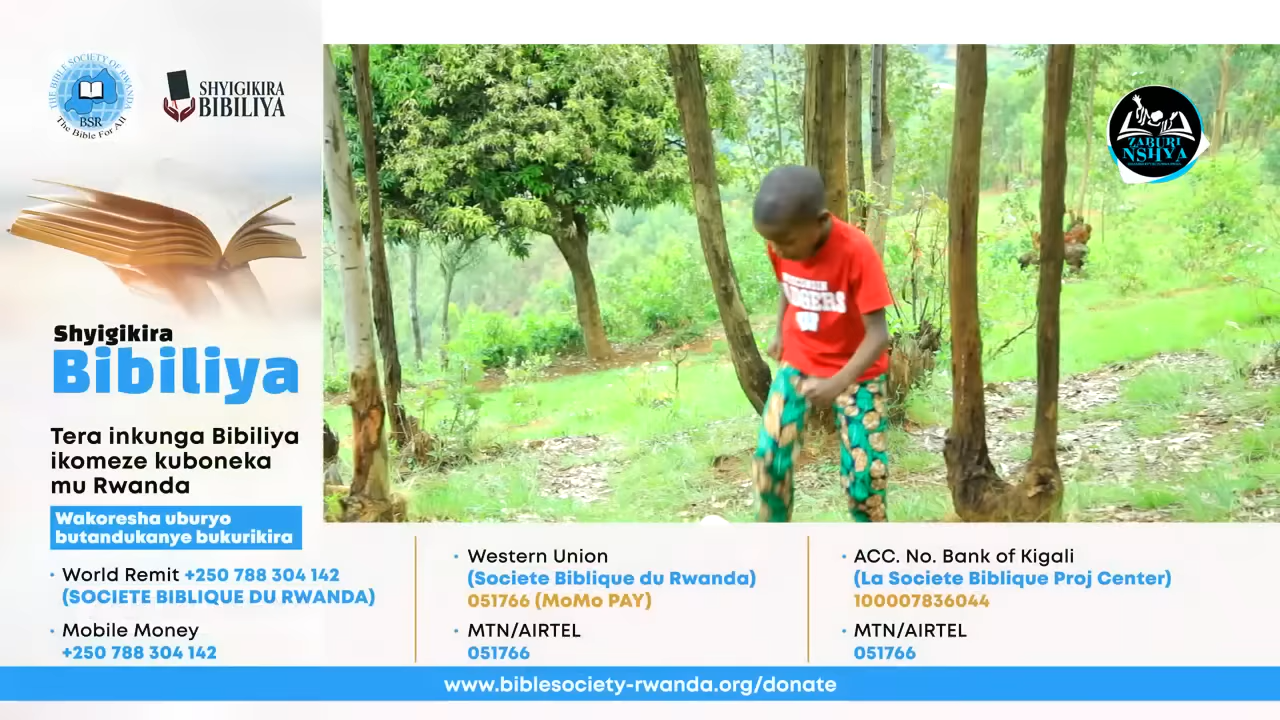 THE BIBLE SOCIETY OF RWANDA
BSR
The Bible For All
SHYIGIKIRA
BIBILIYA
ZABURI
NSHYA
Shyigikira
Bibiliya
Tera inkunga Bibiliya
ikomeze kuboneka
mu Rwanda
Wakoresha uburyo
butandukanye bukurikira
· World Remit +250 788 304 142
(SOCIETE BIBLIQUE DU RWANDA)
· Mobile Money
+250 788 304 142
· Western Union
(Societe Biblique du Rwanda)
051766 (MoMo PAY)
· MTN/AIRTEL
051766
· ACC. No. Bank of Kigali
(La Societe Biblique Proj Center)
100007836044
· MTN/AIRTEL
051766
www.biblesociety-rwanda.org/donate